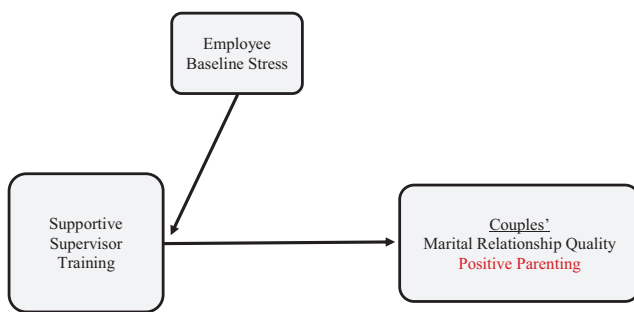 Employee
Baseline Stress
Supportive
Supervisor
Training
Couples’
Marital Relationship Quality
Positive Parenting